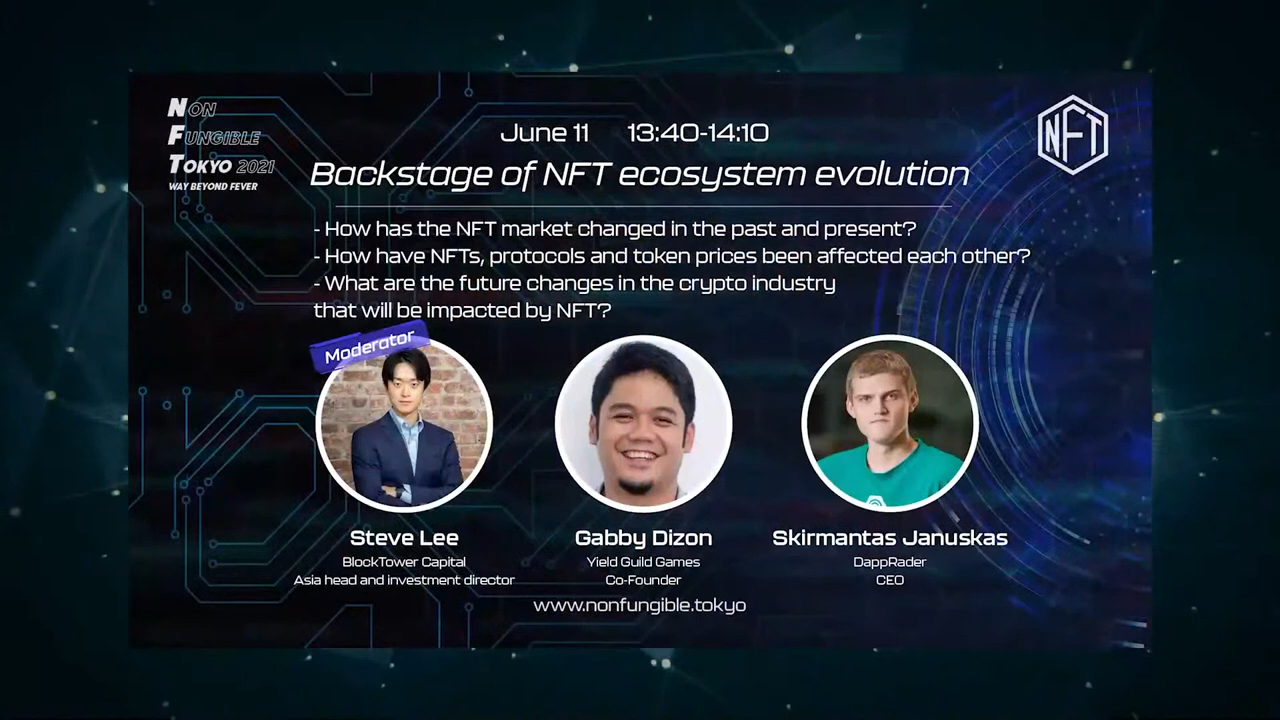 NON
FUNGIBLE
TOKYO 2021
WAY BEYOND FEVER
NFT
June 11 13:40-14:10
Backstage of NFT ecosystem evolution
- How has the NFT market changed in the past and present?
- How have NFTs, protocols and token prices been affected each other?
- What are the future changes in the crypto industry
that will be impacted by NFT?
Moderator
Steve Lee
BlockTower Capital
Asia head and investment director
Gabby Dizon
Yield Guild Games
Co-Founder
Skirmantas Januskas
DappRader
CEO
www.nonfungible.tokyo